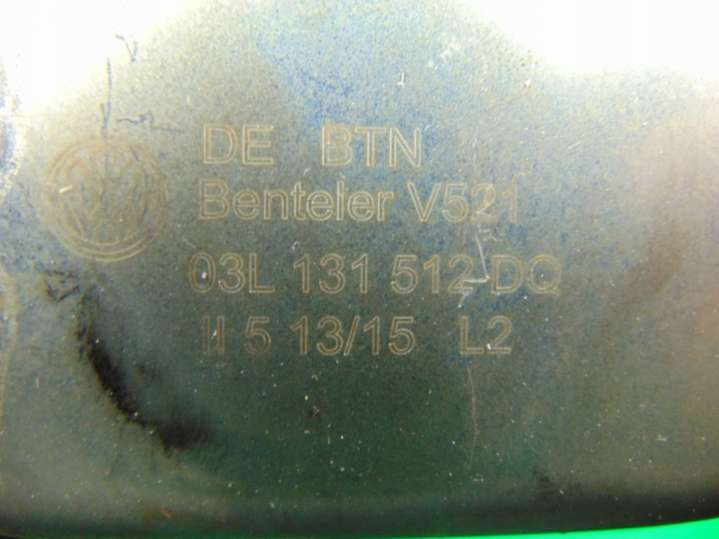 DE BTN
Benteler V521
03L 131 512 DQ
II 5 13/15 L2